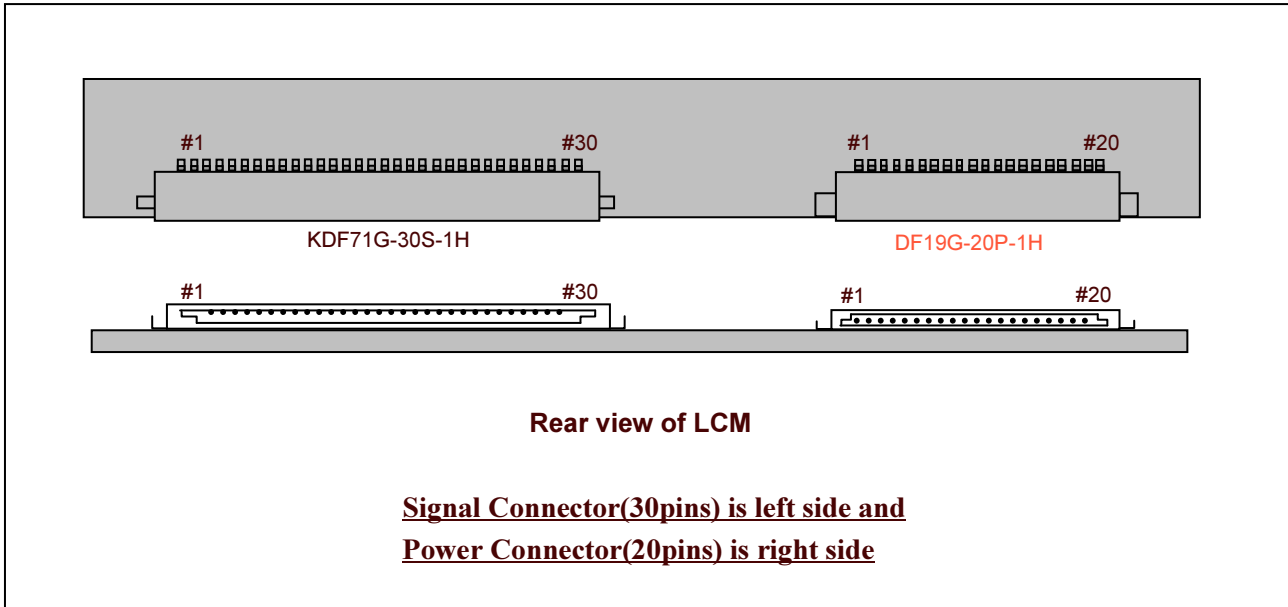 #1 #30 #1 #20
KDF71G-30S-1H DF19G-20P-1H
#1 #30 #1 #20
Rear view of LCM
Signal Connector(30pins) is left side and
Power Connector(20pins) is right side